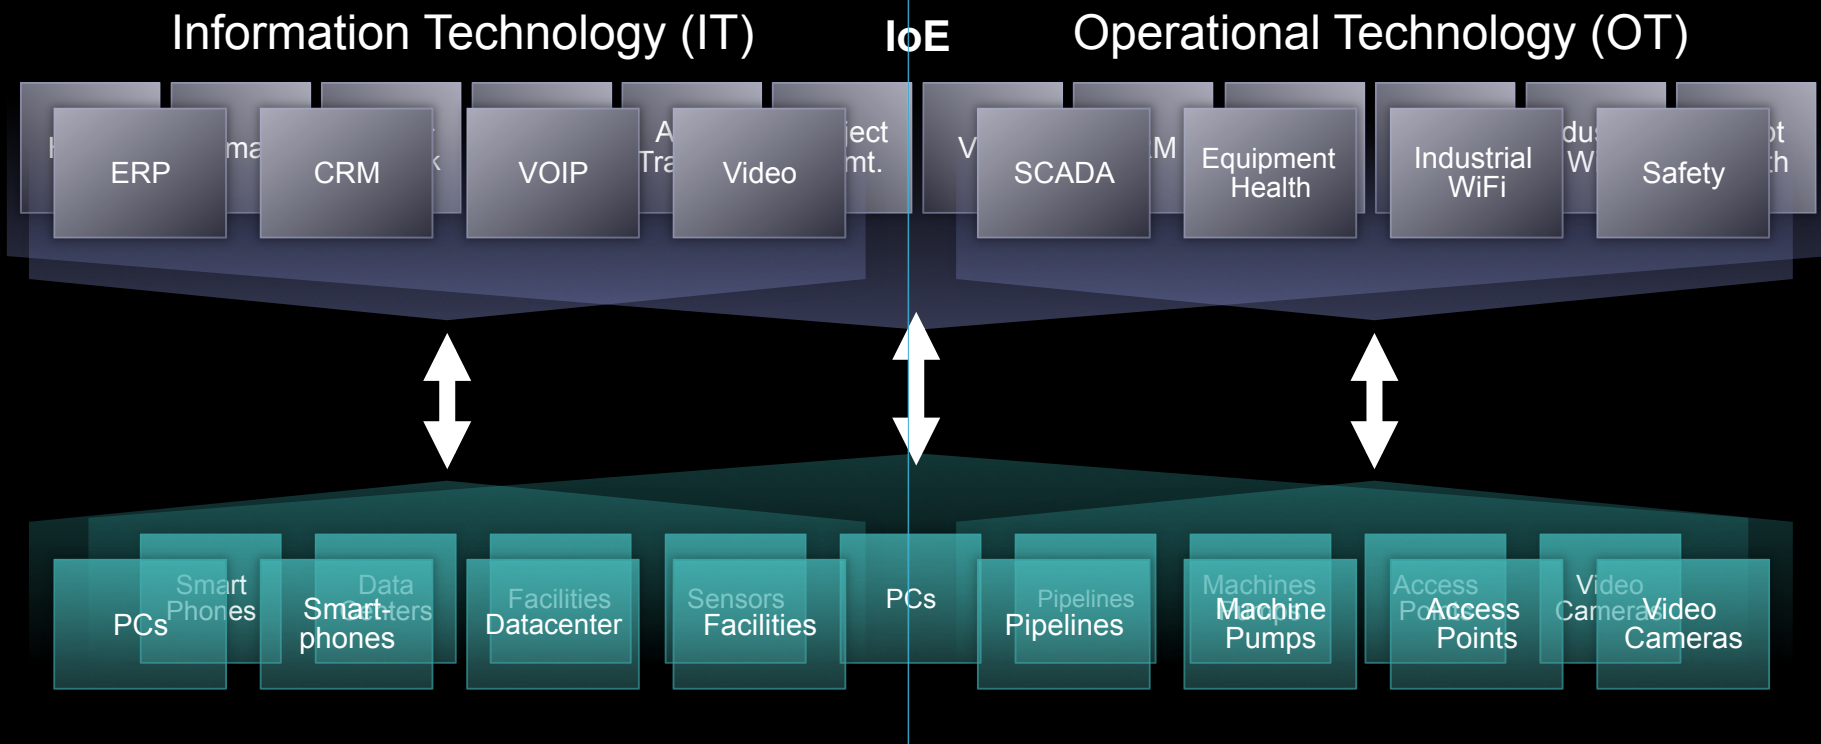 Information Technology (IT)
IoE
Operational Technology (OT)
ERP
CRM
VOIP
Video
SCADA
Equipment
Health
Industrial
WiFi
Safety
Smart
Phones
Data
Centers
Facilities
Sensors
PCs
Pipelines
Machines
Pumps
Access
Points
Video
Cameras
PCs
Smart-
phones
Datacenter
Facilities
Pipelines
Machine
Pumps
Access
Points
Video
Cameras